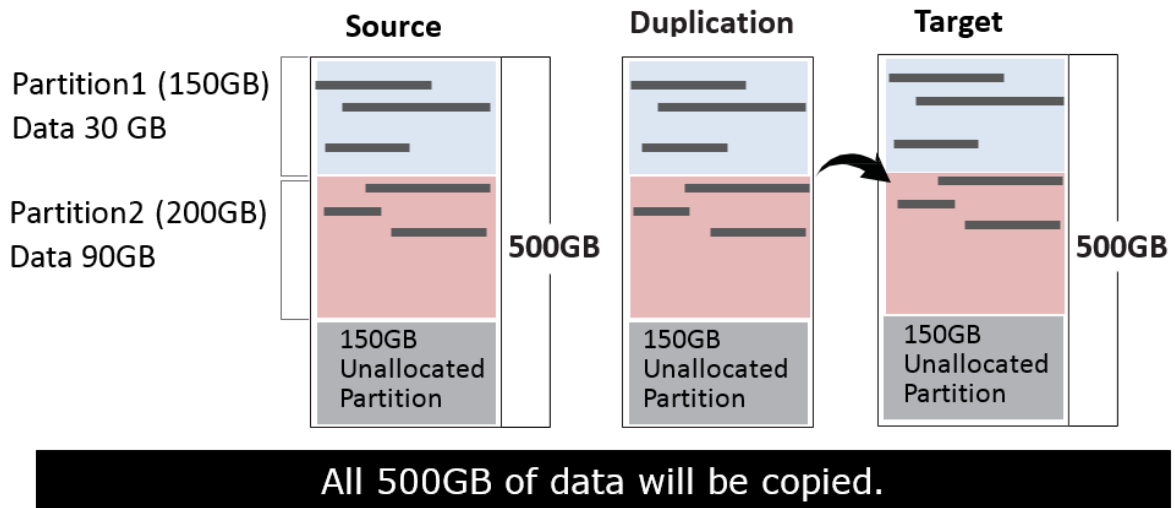 Source
Duplication
Target
Partition1 (150GB)
Data 30 GB
Partition2 (200GB)
Data 90GB
500GB
500GB
150GB
Unallocated
Partition
150GB
Unallocated
Partition
150GB
Unallocated
Partition
All 500GB of data will be copied.